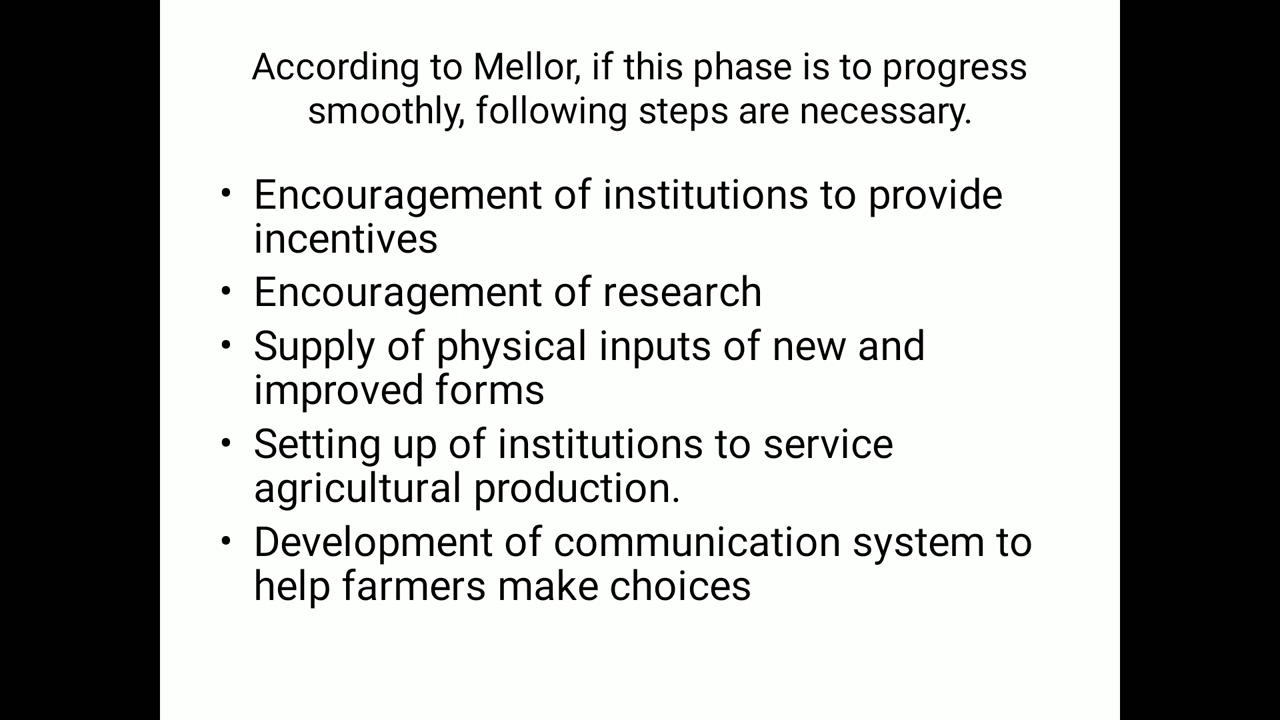 According to Mellor, if this phase is to progress
smoothly, following steps are necessary.
• Encouragement of institutions to provide
incentives
• Encouragement of research
• Supply of physical inputs of new and
improved forms
• Setting up of institutions to service
agricultural production.
• Development of communication system to
help farmers make choices